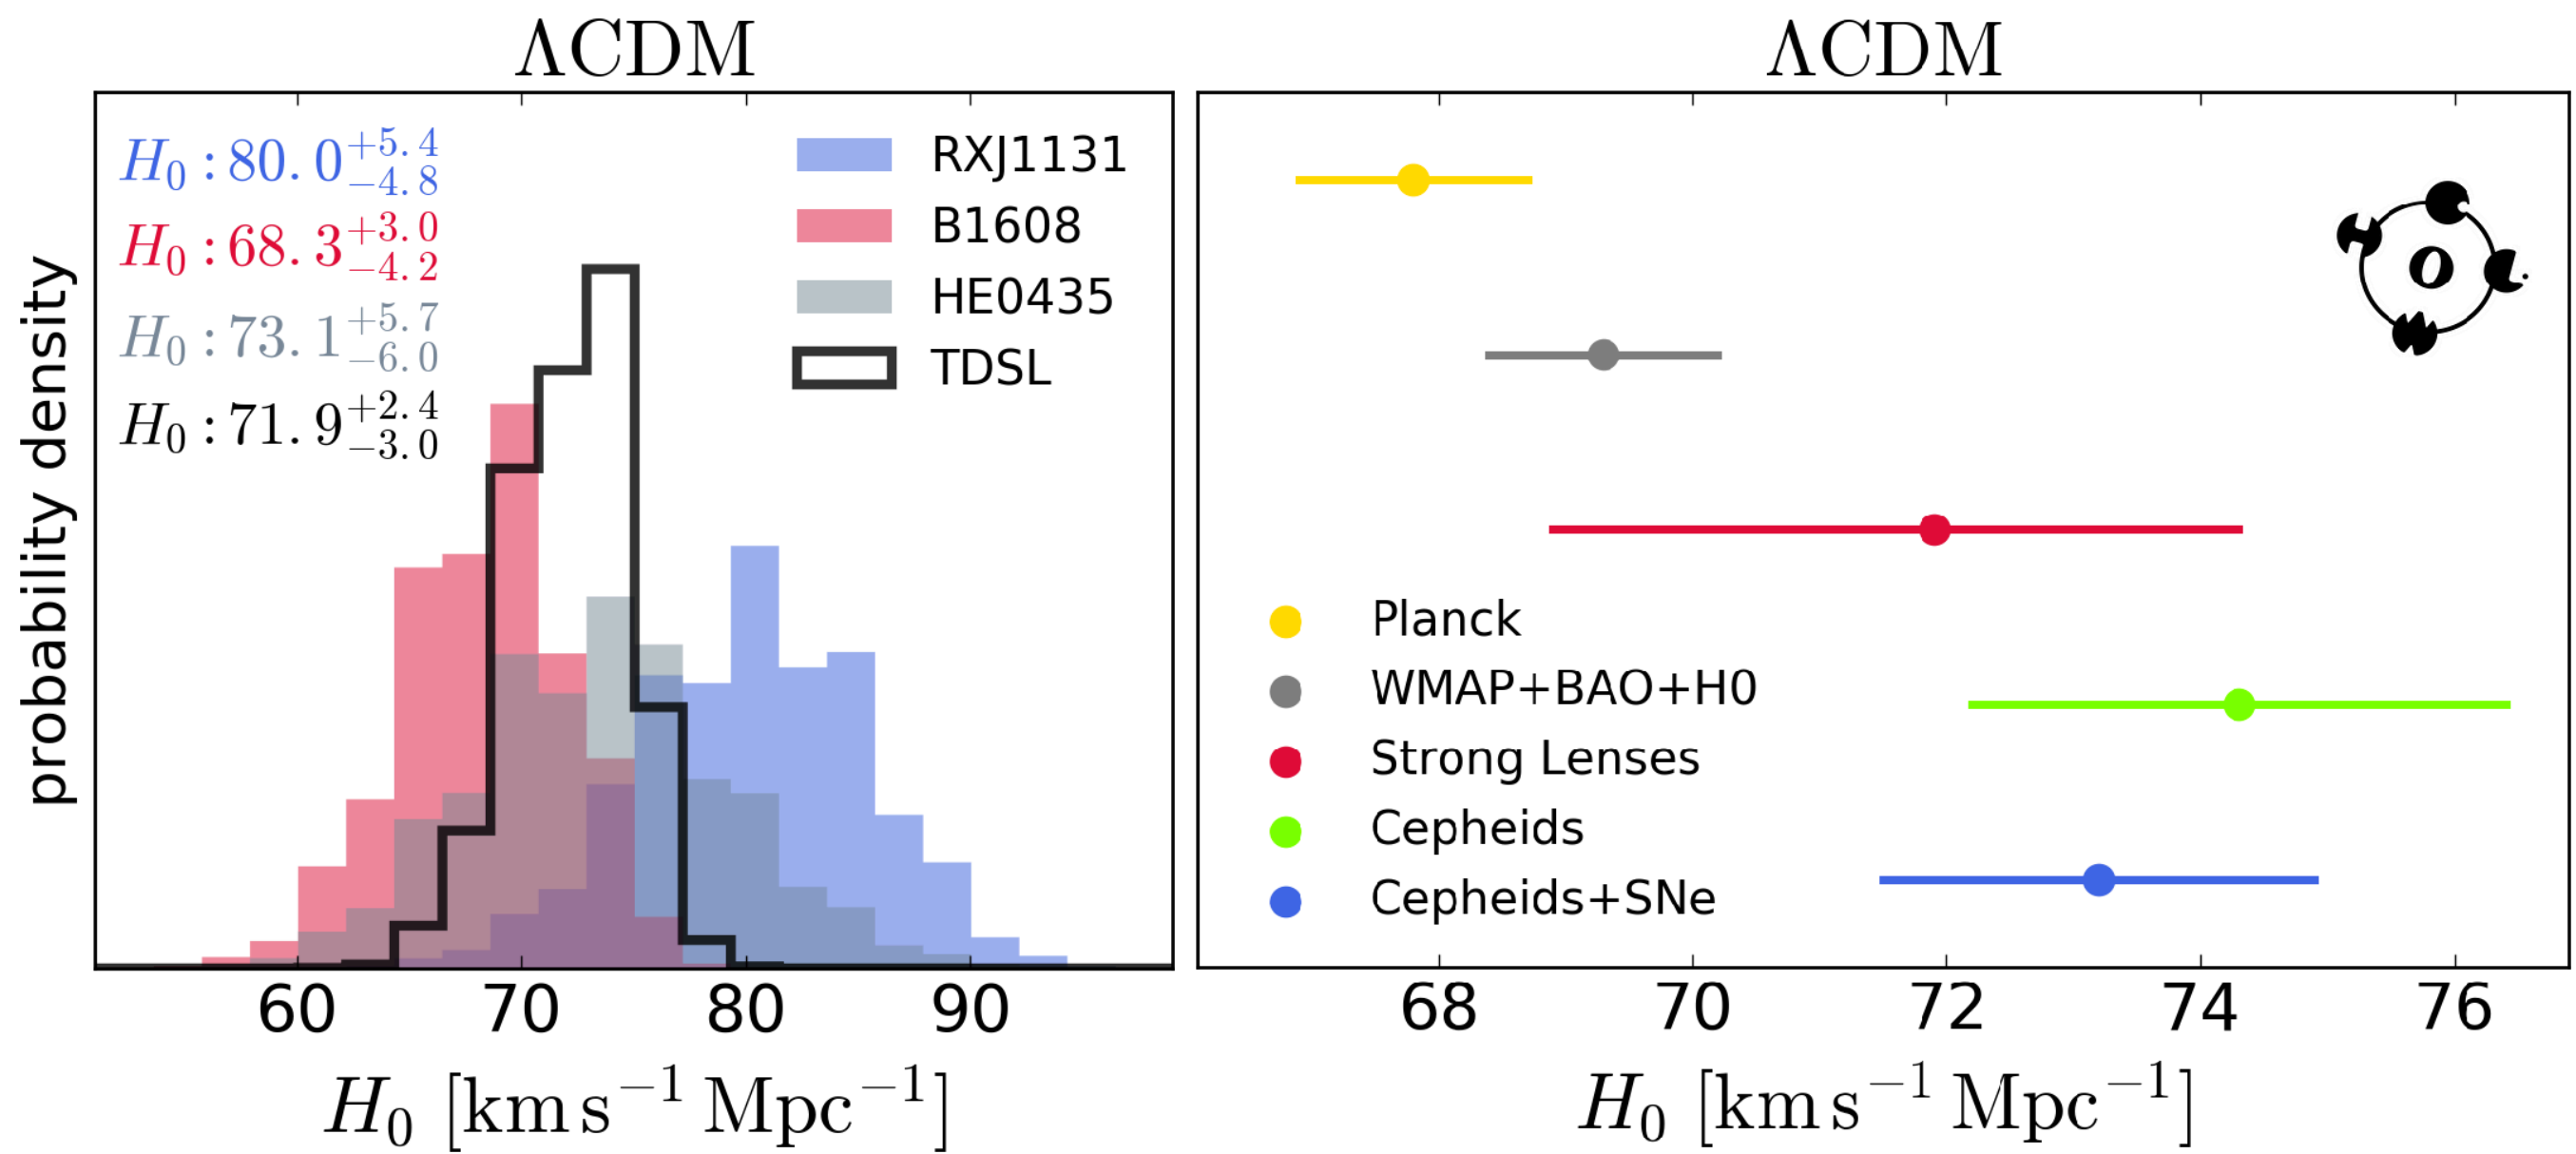 ΛCDM
probability density
H₀ : 80.0 +5.4 −4.8
H₀ : 68.3 +3.0 −4.2
H₀ : 73.1 +5.7 −6.0
H₀ : 71.9 +2.4 −3.0
RXJ1131
B1608
HE0435
TDSL
60 70 80 90
H₀ [km s⁻¹ Mpc⁻¹]
ΛCDM
Planck
WMAP+BAO+H0
Strong Lenses
Cepheids
Cepheids+SNe
68 70 72 74 76
H₀ [km s⁻¹ Mpc⁻¹]